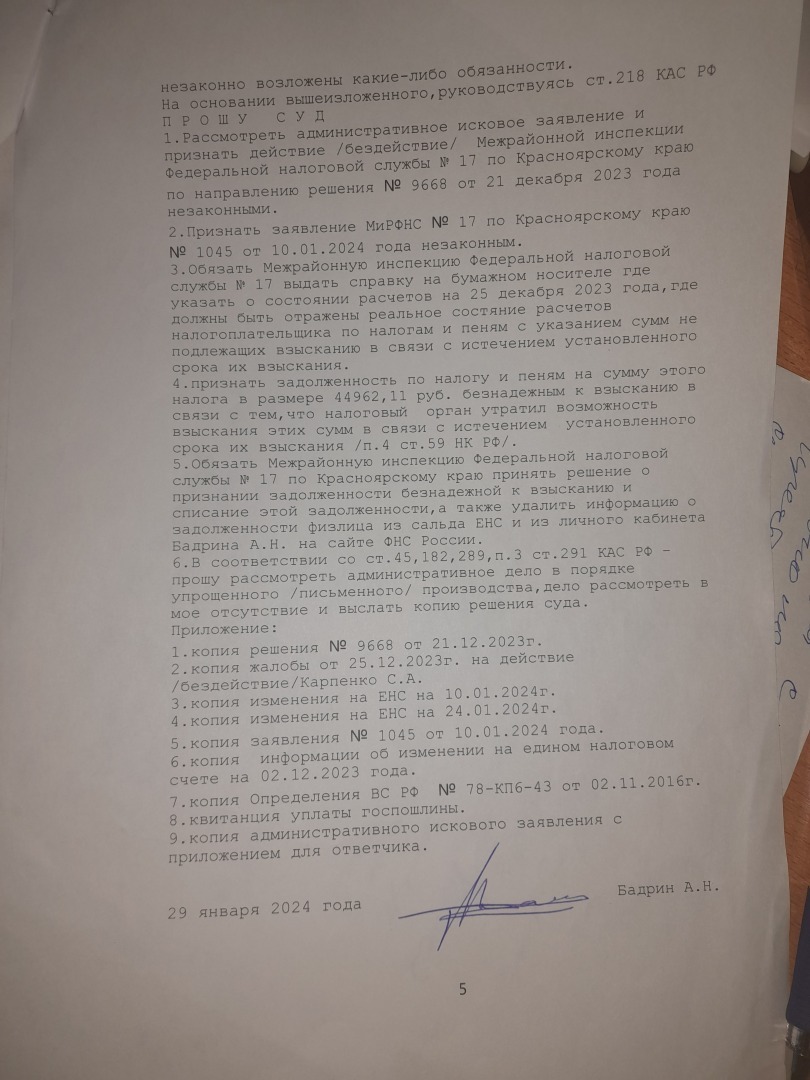 незаконно возложены какие-либо обязанности.
На основании вышеизложенного,руководствуясь ст.218 КАС РФ
П Р О Ш У   С У Д
1.Рассмотреть административное исковое заявление и
признать действие /бездействие/  Межрайонной инспекции
Федеральной налоговой службы № 17 по Красноярскому краю
по направлению решения № 9668 от 21 декабря 2023 года
незаконными.
2.Признать заявление МиРФНС № 17 по Красноярскому краю
№ 1045 от 10.01.2024 года незаконным.
3.Обязать Межрайонную инспекцию Федеральной налоговой
службы № 17 выдать справку на бумажном носителе где
указать о состоянии расчетов на 25 декабря 2023 года,где
должны быть отражены реальное состяние расчетов
налогоплательщика по налогам и пеням с указанием сумм не
подлежащих взысканию в связи с истечением установленного
срока их взыскания.
4.признать задолженность по налогу и пеням на сумму этого
налога в размере 44962,11 руб. безнадежным к взысканию в
связи с тем,что налоговый  орган утратил возможность
взыскания этих сумм в связи с истечением  установленного
срока их взыскания /п.4 ст.59 НК РФ/.
5.Обязать Межрайонную инспекцию Федеральной налоговой
службы № 17 по Красноярскому краю принять решение о
признании задолженности безнадежной к взысканию и
списание этой задолженности,а также удалить информацию о
задолженности физлица из сальда ЕНС и из личного кабинета
Бадрина А.Н. на сайте ФНС России.
6.В соответствии со ст.45,182,289,п.3 ст.291 КАС РФ –
прошу рассмотреть административное дело в порядке
упрощенного /письменного/ производства,дело рассмотреть в
мое отсутствие и выслать копию решения суда.
Приложение:
1.копия решения № 9668 от 21.12.2023г.
2.копия жалобы от 25.12.2023г. на действие
/бездействие/Карпенко С.А.
3.копия изменения на ЕНС на 10.01.2024г.
4.копия изменения на ЕНС на 24.01.2024г.
5.копия заявления № 1045 от 10.01.2024 года.
6.копия  информации об изменении на едином налоговом
счете на 02.12.2023 года.
7.копия Определения ВС РФ  № 78-КП6-43 от 02.11.2016г.
8.квитанция уплаты госпошлины.
9.копия административного искового заявления с
приложением для ответчика.
29 января 2024 года
Бадрин А.Н.
5